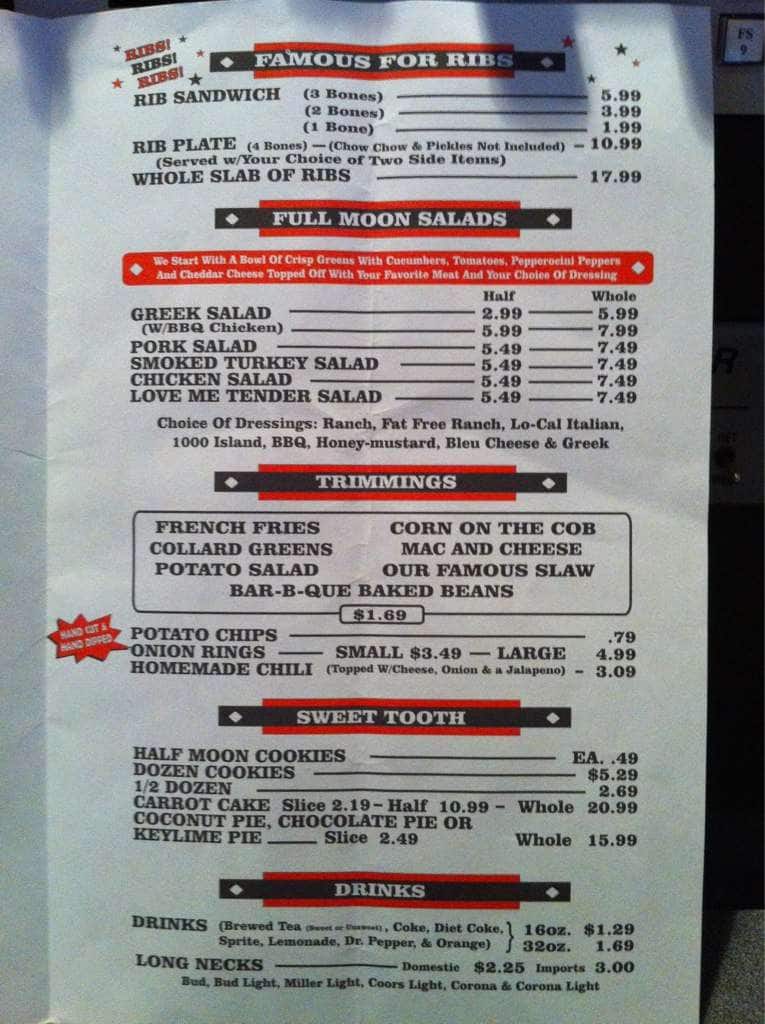 RIBS!
RIBS!
RIBS!
FAMOUS FOR RIBS
RIB SANDWICH (3 Bones) 5.99
(2 Bones) 3.99
(1 Bone) 1.99
RIB PLATE (4 Bones) — (Chow Chow & Pickles Not Included) – 10.99
(Served w/Your Choice of Two Side Items)
WHOLE SLAB OF RIBS 17.99
FULL MOON SALADS
We Start With A Bowl Of Crisp Greens With Cucumbers, Tomatoes, Pepperocini Peppers
And Cheddar Cheese Topped Off With Your Favorite Meat And Your Choice Of Dressing
Half Whole
GREEK SALAD 2.99 5.99
(W/BBQ Chicken) 5.99 7.99
PORK SALAD 5.49 7.49
SMOKED TURKEY SALAD 5.49 7.49
CHICKEN SALAD 5.49 7.49
LOVE ME TENDER SALAD 5.49 7.49
Choice Of Dressings: Ranch, Fat Free Ranch, Lo-Cal Italian,
1000 Island, BBQ, Honey-mustard, Bleu Cheese & Greek
TRIMMINGS
FRENCH FRIES CORN ON THE COB
COLLARD GREENS MAC AND CHEESE
POTATO SALAD OUR FAMOUS SLAW
BAR-B-QUE BAKED BEANS
$1.69
HAND CUT &
HAND DIPPED
POTATO CHIPS .79
ONION RINGS — SMALL $3.49 — LARGE 4.99
HOMEMADE CHILI (Topped W/Cheese, Onion & a Jalapeno) – 3.09
SWEET TOOTH
HALF MOON COOKIES EA. .49
DOZEN COOKIES $5.29
1/2 DOZEN 2.69
CARROT CAKE Slice 2.19 – Half 10.99 – Whole 20.99
COCONUT PIE, CHOCOLATE PIE OR
KEYLIME PIE Slice 2.49 Whole 15.99
DRINKS
DRINKS (Brewed Tea (Sweet or Unsweet), Coke, Diet Coke, 16oz. $1.29
Sprite, Lemonade, Dr. Pepper, & Orange) 32oz. 1.69
LONG NECKS Domestic $2.25 Imports 3.00
Bud, Bud Light, Miller Light, Coors Light, Corona & Corona Light
FS
9
R